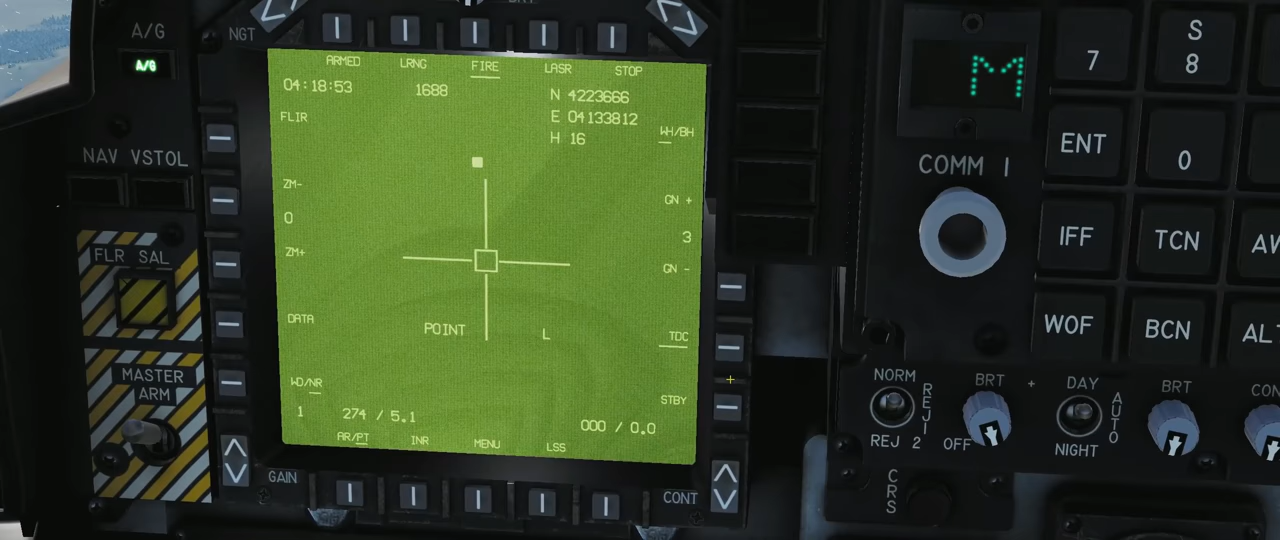 A/G
A/G
NGT
ARMED LRNG FIRE LASR STOP
04:18:53
1688
N 4223666
E 04133812
H 16
FLIR
WH/BH
NAV VSTOL
ZM-
0
ZM+
GN +
3
GN -
FLR SAL
DATA
POINT
L
TDC
MASTER
ARM
WD/NR
1
274 / 5.1
000 / 0.0
STBY
AR/PT INR MENU LSS
GAIN
CONT
M
COMM 1
7
S
8
ENT
0
IFF
TCN
WOF
BCN
NORM
REJ 1
REJ 2
BRT
OFF
+
DAY
AUTO
NIGHT
BRT
CRS